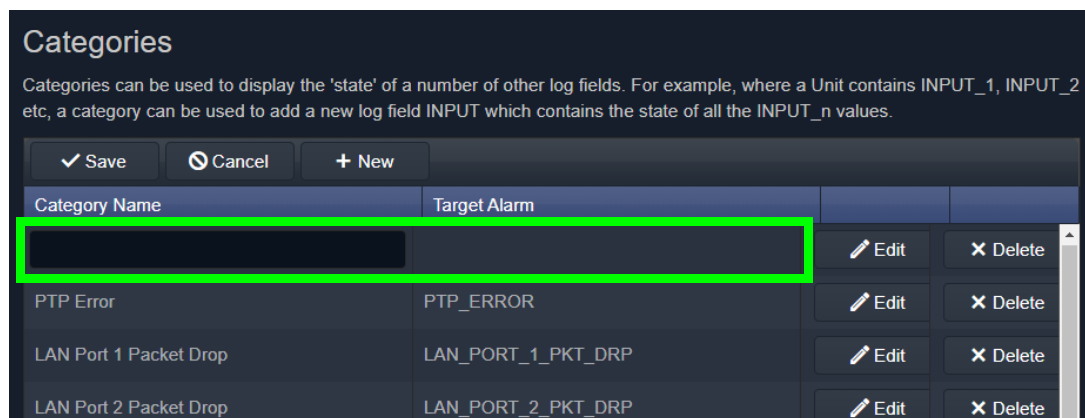 Categories
Categories can be used to display the 'state' of a number of other log fields. For example, where a Unit contains INPUT_1, INPUT_2
etc, a category can be used to add a new log field INPUT which contains the state of all the INPUT_n values.
Save Cancel + New
Category Name Target Alarm
Edit Delete
PTP Error PTP_ERROR Edit Delete
LAN Port 1 Packet Drop LAN_PORT_1_PKT_DRP Edit Delete
LAN Port 2 Packet Drop LAN_PORT_2_PKT_DRP Edit Delete